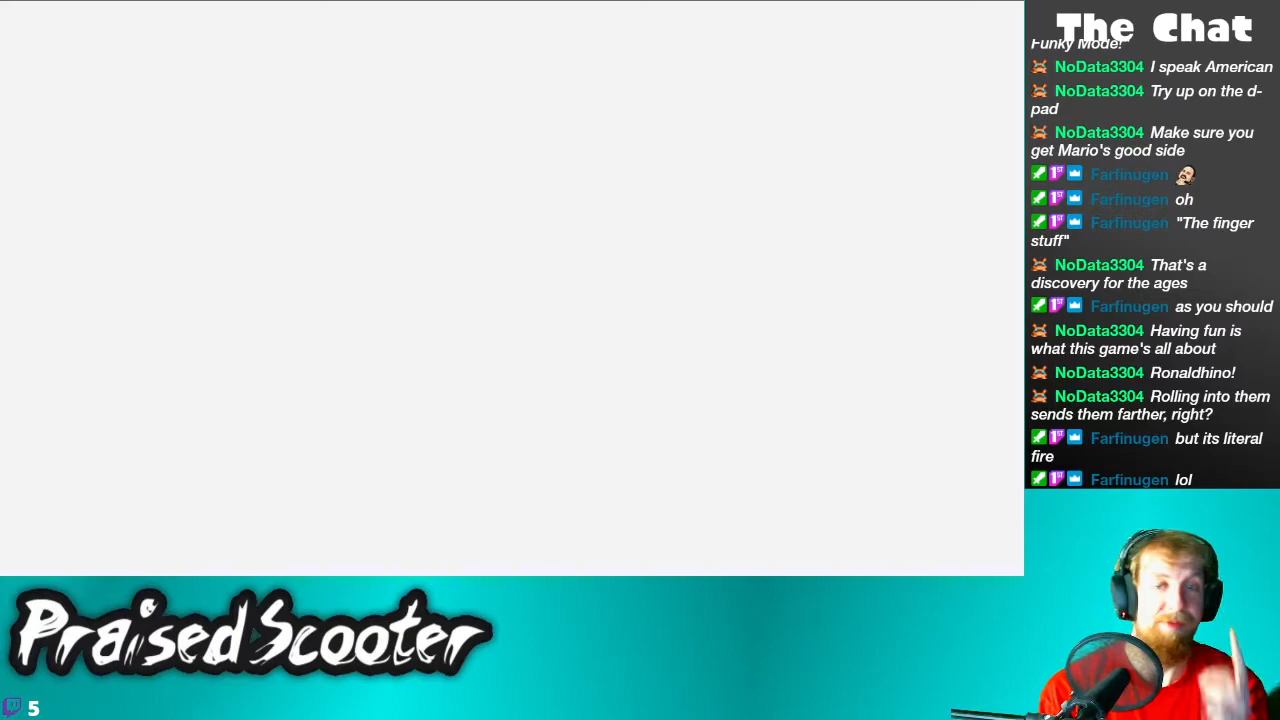 The Chat
Funky Mode!"
NoData3304 I speak American
NoData3304 Try up on the d-
pad
NoData3304 Make sure you
get Mario's good side
Farfinugen
Farfinugen oh
Farfinugen "The finger
stuff"
NoData3304 That's a
discovery for the ages
Farfinugen as you should
NoData3304 Having fun is
what this game's all about
NoData3304 Ronaldhino!
NoData3304 Rolling into them
sends them farther, right?
Farfinugen but its literal
fire
Farfinugen lol
PraisedScooter
5